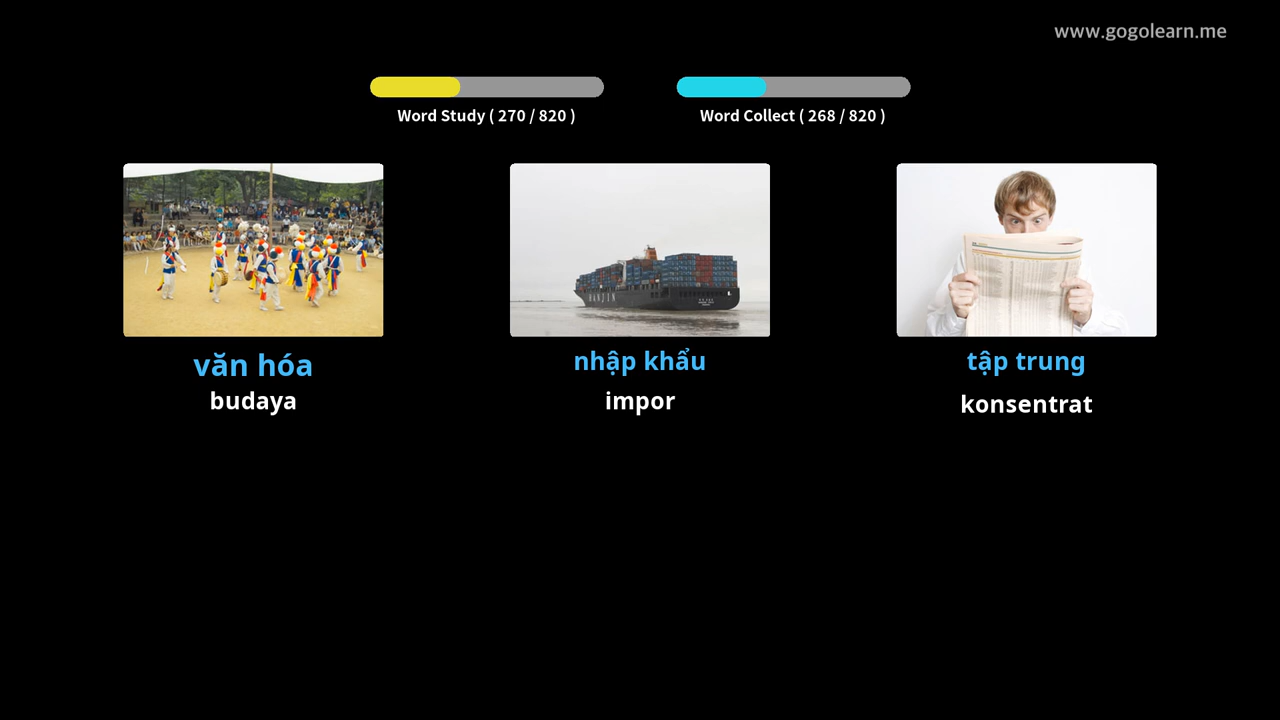 www.gogolearn.me
Word Study ( 270 / 820 )
Word Collect ( 268 / 820 )
HANJIN
văn hóa
nhập khẩu
tập trung
budaya
impor
konsentrat